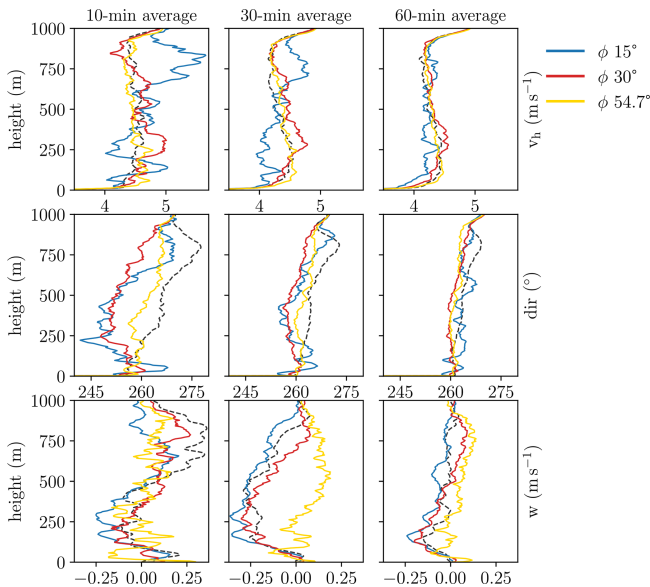 10-min average 30-min average 60-min average
1000
750
500
250
0
height (m)
4 5 4 5 4 5
v_h (m s⁻¹)
ϕ 15°
ϕ 30°
ϕ 54.7°
1000
750
500
250
0
height (m)
245 260 275 245 260 275 245 260 275
dir (°)
1000
750
500
250
0
height (m)
−0.25 0.00 0.25 −0.25 0.00 0.25 −0.25 0.00 0.25
w (m s⁻¹)